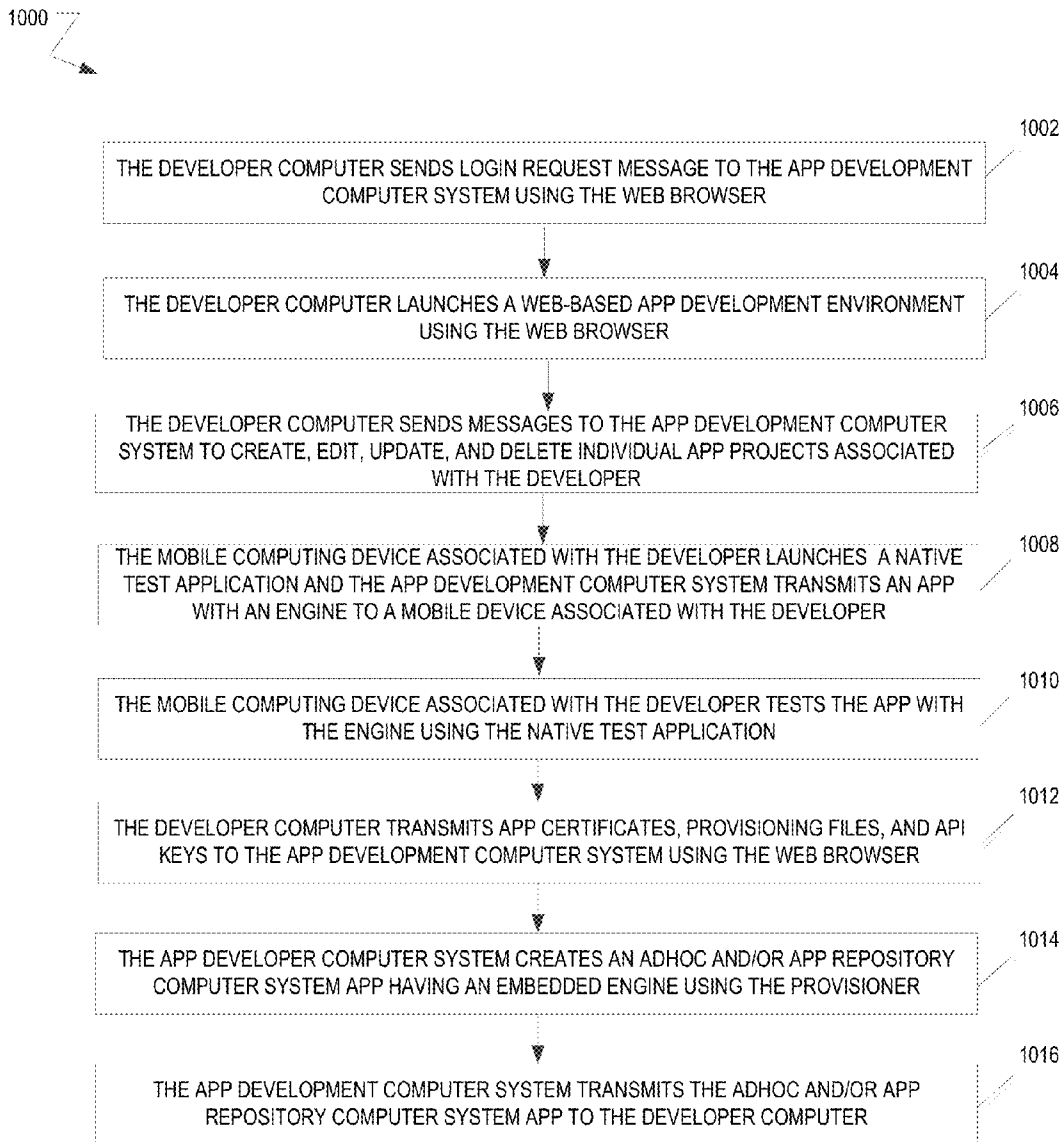 1000
1002
THE DEVELOPER COMPUTER SENDS LOGIN REQUEST MESSAGE TO THE APP DEVELOPMENT
COMPUTER SYSTEM USING THE WEB BROWSER
1004
THE DEVELOPER COMPUTER LAUNCHES A WEB-BASED APP DEVELOPMENT ENVIRONMENT
USING THE WEB BROWSER
1006
THE DEVELOPER COMPUTER SENDS MESSAGES TO THE APP DEVELOPMENT COMPUTER
SYSTEM TO CREATE, EDIT, UPDATE, AND DELETE INDIVIDUAL APP PROJECTS ASSOCIATED
WITH THE DEVELOPER
1008
THE MOBILE COMPUTING DEVICE ASSOCIATED WITH THE DEVELOPER LAUNCHES A NATIVE
TEST APPLICATION AND THE APP DEVELOPMENT COMPUTER SYSTEM TRANSMITS AN APP
WITH AN ENGINE TO A MOBILE DEVICE ASSOCIATED WITH THE DEVELOPER
1010
THE MOBILE COMPUTING DEVICE ASSOCIATED WITH THE DEVELOPER TESTS THE APP WITH
THE ENGINE USING THE NATIVE TEST APPLICATION
1012
THE DEVELOPER COMPUTER TRANSMITS APP CERTIFICATES, PROVISIONING FILES, AND API
KEYS TO THE APP DEVELOPMENT COMPUTER SYSTEM USING THE WEB BROWSER
1014
THE APP DEVELOPER COMPUTER SYSTEM CREATES AN ADHOC AND/OR APP REPOSITORY
COMPUTER SYSTEM APP HAVING AN EMBEDDED ENGINE USING THE PROVISIONER
1016
THE APP DEVELOPMENT COMPUTER SYSTEM TRANSMITS THE ADHOC AND/OR APP
REPOSITORY COMPUTER SYSTEM APP TO THE DEVELOPER COMPUTER